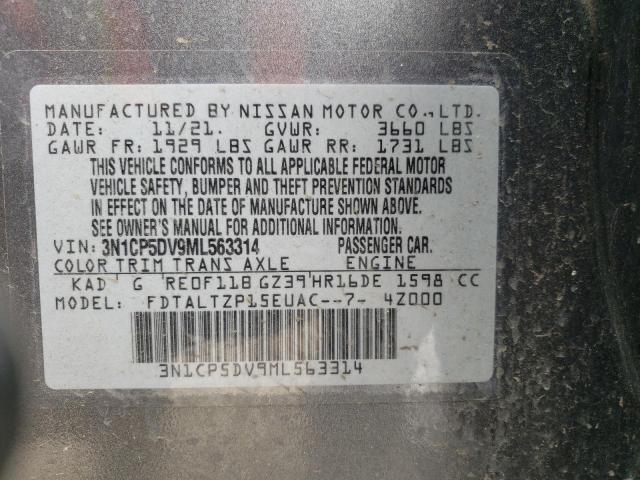 MANUFACTURED BY NISSAN MOTOR CO., LTD.
DATE: 11/21. GVWR: 3660 LBS
GAWR FR: 1929 LBS GAWR RR: 1731 LBS
THIS VEHICLE CONFORMS TO ALL APPLICABLE FEDERAL MOTOR
VEHICLE SAFETY, BUMPER AND THEFT PREVENTION STANDARDS
IN EFFECT ON THE DATE OF MANUFACTURE SHOWN ABOVE.
SEE OWNER'S MANUAL FOR ADDITIONAL INFORMATION.
VIN: 3N1CP5DV9ML563314 PASSENGER CAR.
COLOR TRIM TRANS AXLE ENGINE
KAD G 'RE0F11B GZ39'HR16DE 1598 CC
MODEL: FDTALTZP15EUAC--7- 4Z000
3N1CP5DV9ML563314